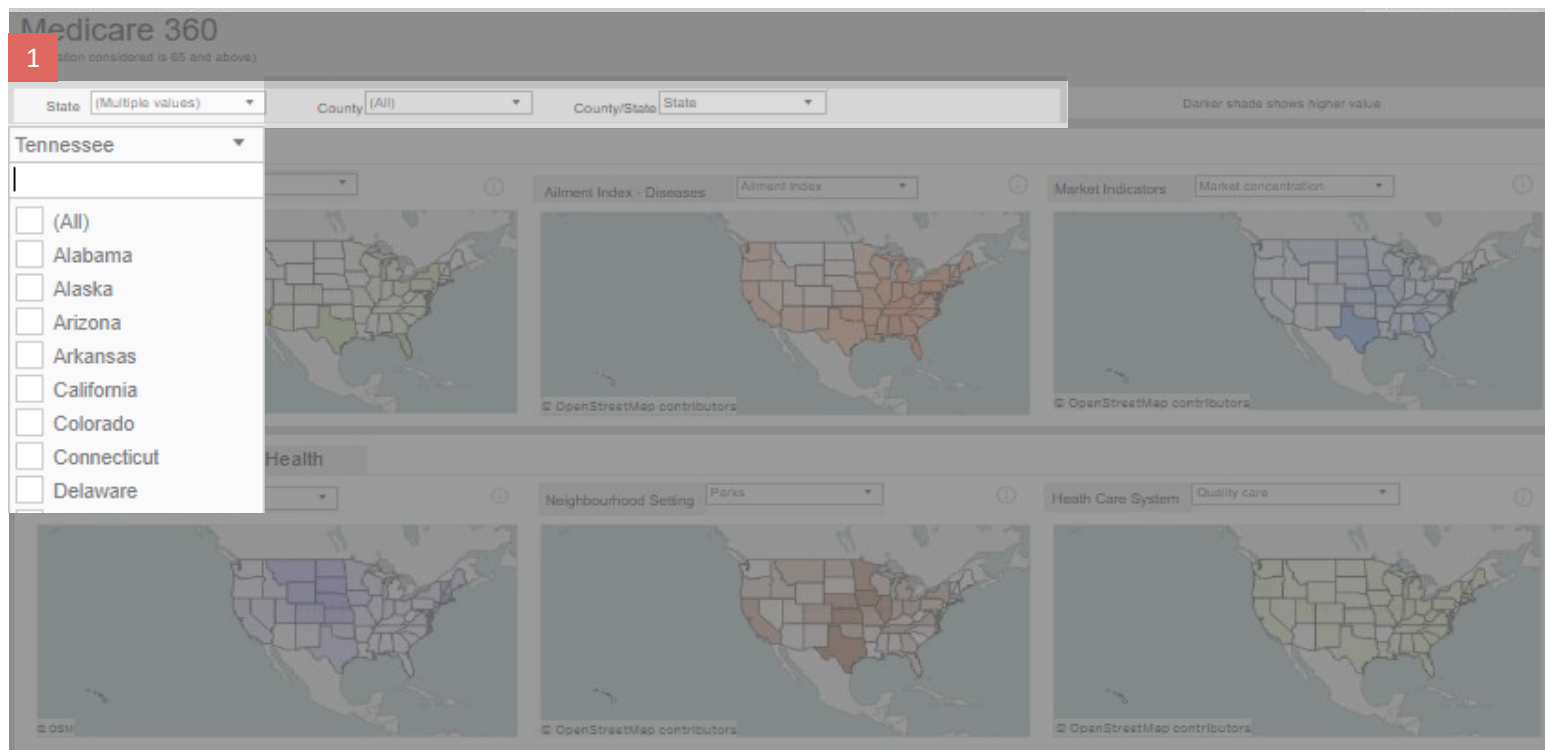 Medicare 360
1
ation considered is 65 and above)
State (Multiple values) County (All) County/State State Darker shade shows higher value
Tennessee
(All)
Alabama
Alaska
Arizona
Arkansas
California
Colorado
Connecticut
Delaware
Ailment Index - Diseases Ailment Index
Market Indicators Market concentration
© OpenStreetMap contributors
© OpenStreetMap contributors
Health
Neighbourhood Setting Parks
Heath Care System Quality care
© OSM
© OpenStreetMap contributors
© OpenStreetMap contributors